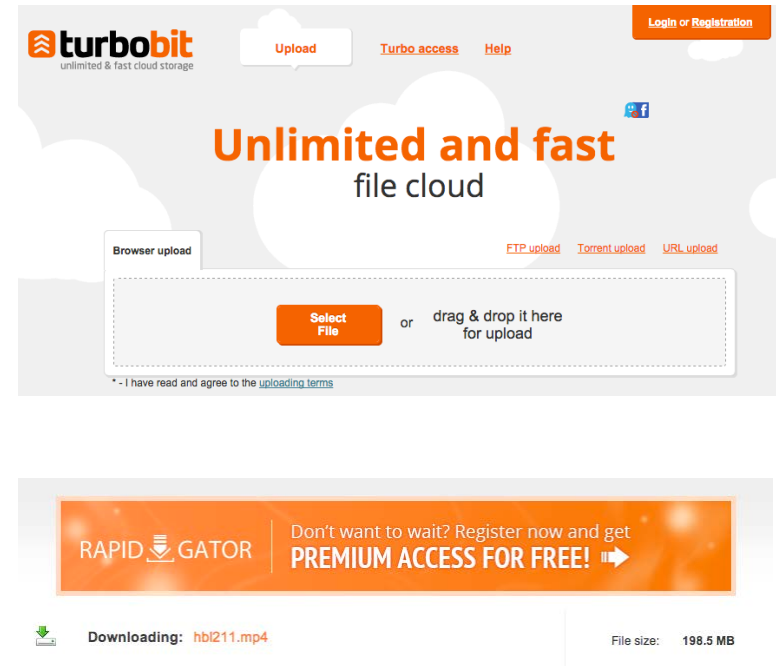 Login or Registration
turbobit
unlimited & fast cloud storage
Upload
Turbo access
Help
f
Unlimited and fast
file cloud
Browser upload
FTP upload
Torrent upload
URL upload
Select
File
or
drag & drop it here
for upload
* - I have read and agree to the uploading terms
RAPID GATOR
Don't want to wait? Register now and get
PREMIUM ACCESS FOR FREE!
Downloading: hbl211.mp4
File size: 198.5 MB